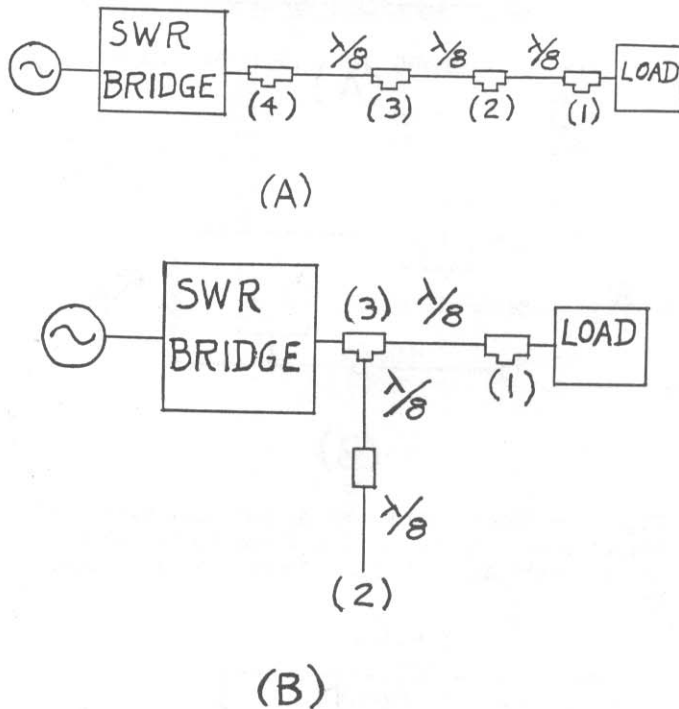 SWR
BRIDGE
λ/8
λ/8
λ/8
LOAD
(4)
(3)
(2)
(1)
(A)
SWR
BRIDGE
(3)
λ/8
LOAD
(1)
λ/8
λ/8
(2)
(B)